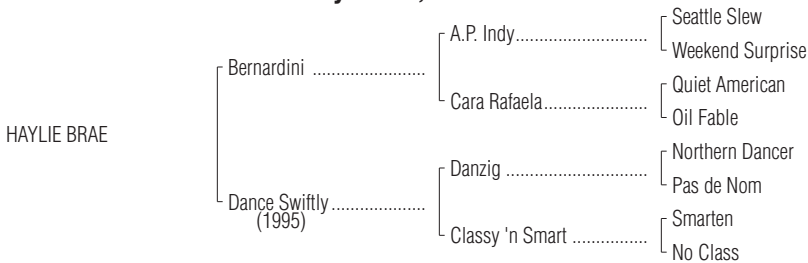 Seattle Slew
A.P. Indy
Weekend Surprise
Bernardini
Quiet American
Cara Rafaela
Oil Fable
HAYLIE BRAE
Northern Dancer
Danzig
Pas de Nom
Dance Swiftly
(1995)
Smarten
Classy 'n Smart
No Class